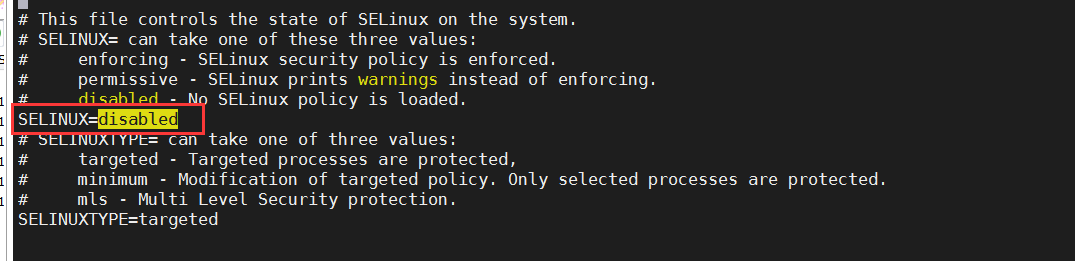 # This file controls the state of SELinux on the system.
# SELINUX= can take one of these three values:
#     enforcing - SELinux security policy is enforced.
#     permissive - SELinux prints warnings instead of enforcing.
#     disabled - No SELinux policy is loaded.
SELINUX=disabled
# SELINUXTYPE= can take one of three values:
#     targeted - Targeted processes are protected,
#     minimum - Modification of targeted policy. Only selected processes are protected.
#     mls - Multi Level Security protection.
SELINUXTYPE=targeted